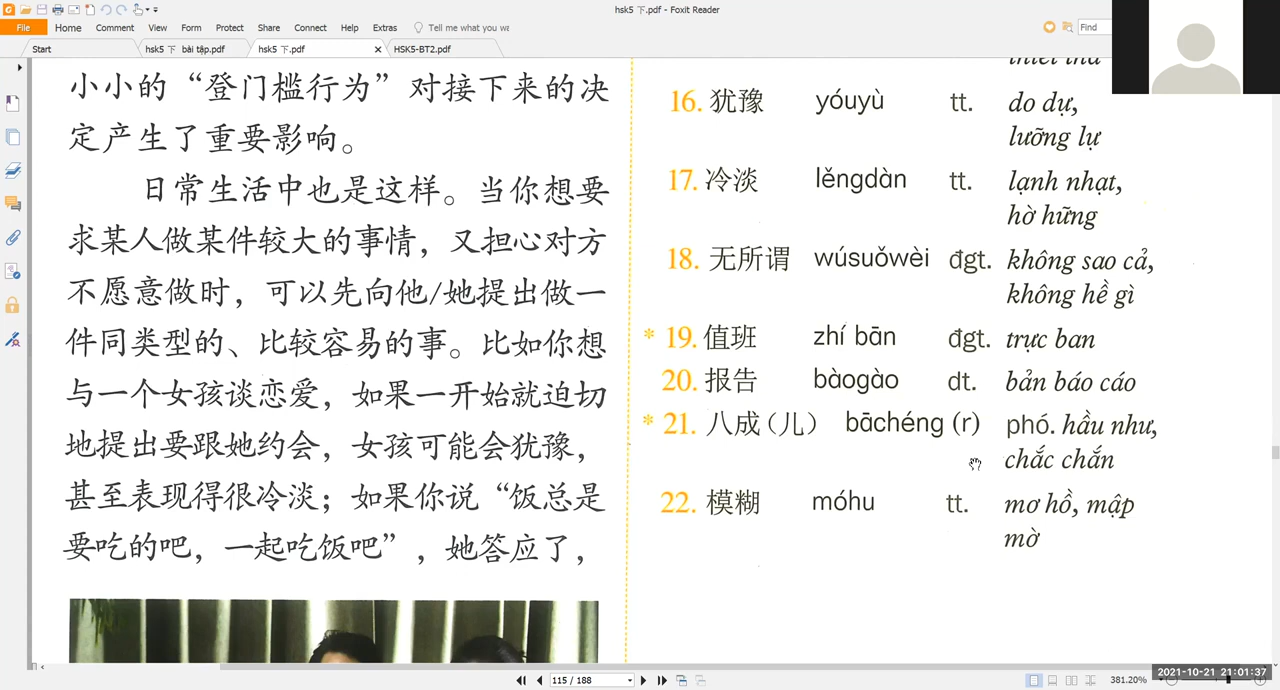 hsk5 下.pdf - Foxit Reader
File Home Comment View Form Protect Share Connect Help Extras Tell me what you wa
Find
Start
hsk5 下 bài tập.pdf
hsk5 下.pdf
HSK5-BT2.pdf
小小的“登门槛行为”对接下来的决
定产生了重要影响。
日常生活中也是这样。当你想要
求某人做某件较大的事情，又担心对方
不愿意做时，可以先向他/她提出做一
件同类型的、比较容易的事。比如你想
与一个女孩谈恋爱，如果一开始就迫切
地提出要跟她约会，女孩可能会犹豫，
甚至表现得很冷淡；如果你说“饭总是
要吃的吧，一起吃饭吧”，她答应了，
16. 犹豫 yóuyù tt. do dự,
lưỡng lự
17. 冷淡 lěngdàn tt. lạnh nhạt,
hờ hững
18. 无所谓 wúsuǒwèi đgt. không sao cả,
không hề gì
* 19. 值班 zhí bān đgt. trực ban
20. 报告 bàogào dt. bản báo cáo
* 21. 八成（儿） bāchéng (r) phó. hầu như,
chắc chắn
22. 模糊 móhu tt. mơ hồ, mập
mờ
115 / 188
381.20%
2021-10-21 21:01:37